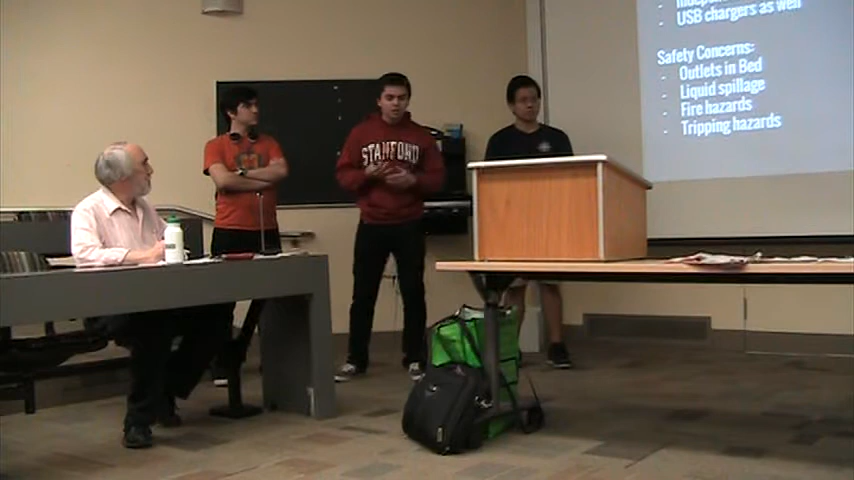 - USB chargers as well
Safety Concerns:
- Outlets in Bed
- Liquid spillage
- Fire hazards
- Tripping hazards
STANFORD